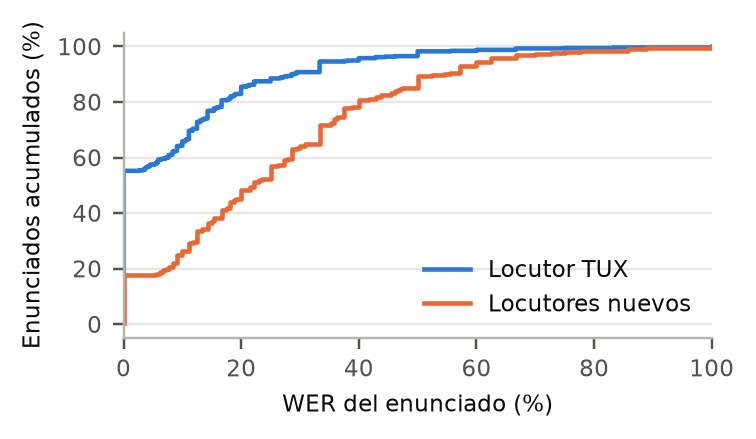 Enunciados acumulados (%)
100
80
60
40
20
0
Locutor TUX
Locutores nuevos
0 20 40 60 80 100
WER del enunciado (%)